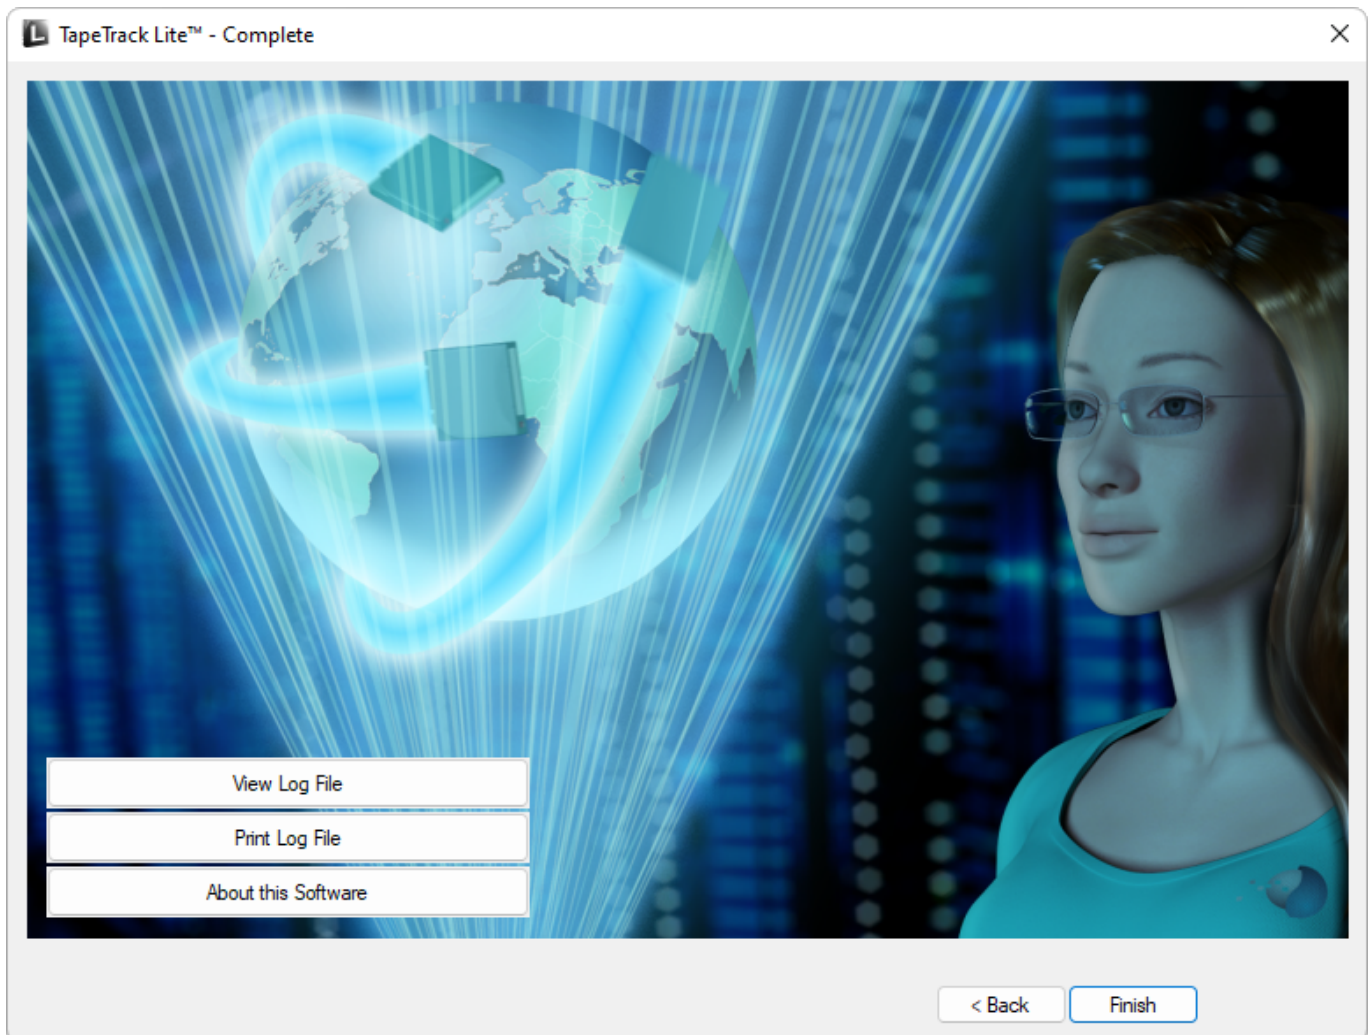 TapeTrack Lite™ - Complete
View Log File
Print Log File
About this Software
< Back
Finish